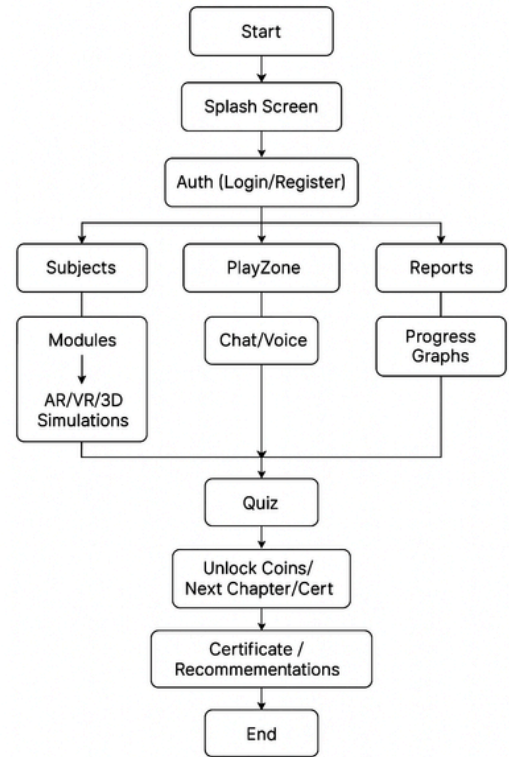 Start
Splash Screen
Auth (Login/Register)
Subjects
PlayZone
Reports
Modules
AR/VR/3D
Simulations
Chat/Voice
Progress
Graphs
Quiz
Unlock Coins/
Next Chapter/Cert
Certificate /
Recommementations
End